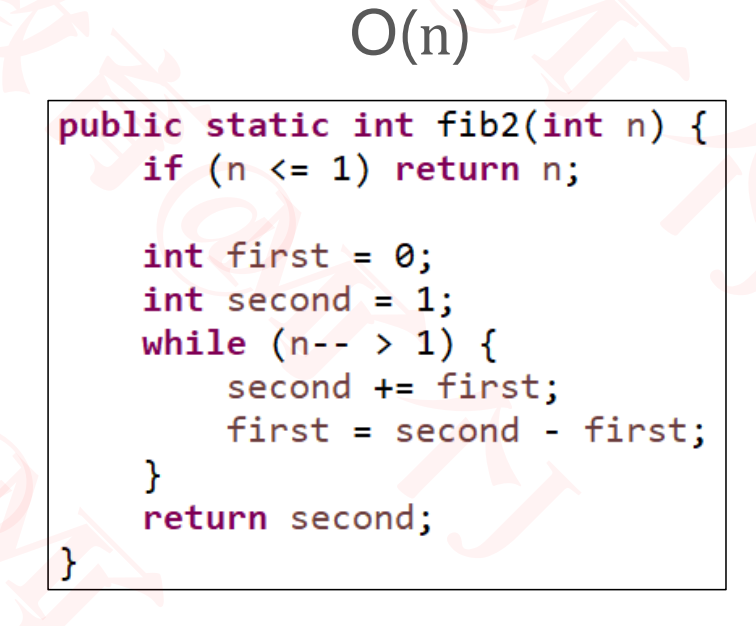 O(n)
public static int fib2(int n) {
    if (n <= 1) return n;
    int first = 0;
    int second = 1;
    while (n-- > 1) {
        second += first;
        first = second - first;
    }
    return second;
}